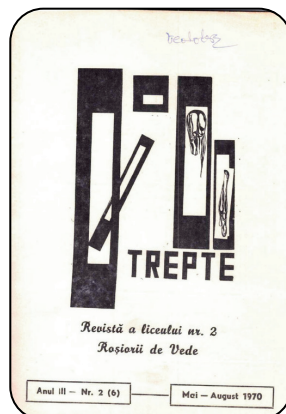 TREPTE
Revistă a liceului nr. 2
Roșiorii de Vede
Anul III — Nr. 2 (6)
Mai — August 1970